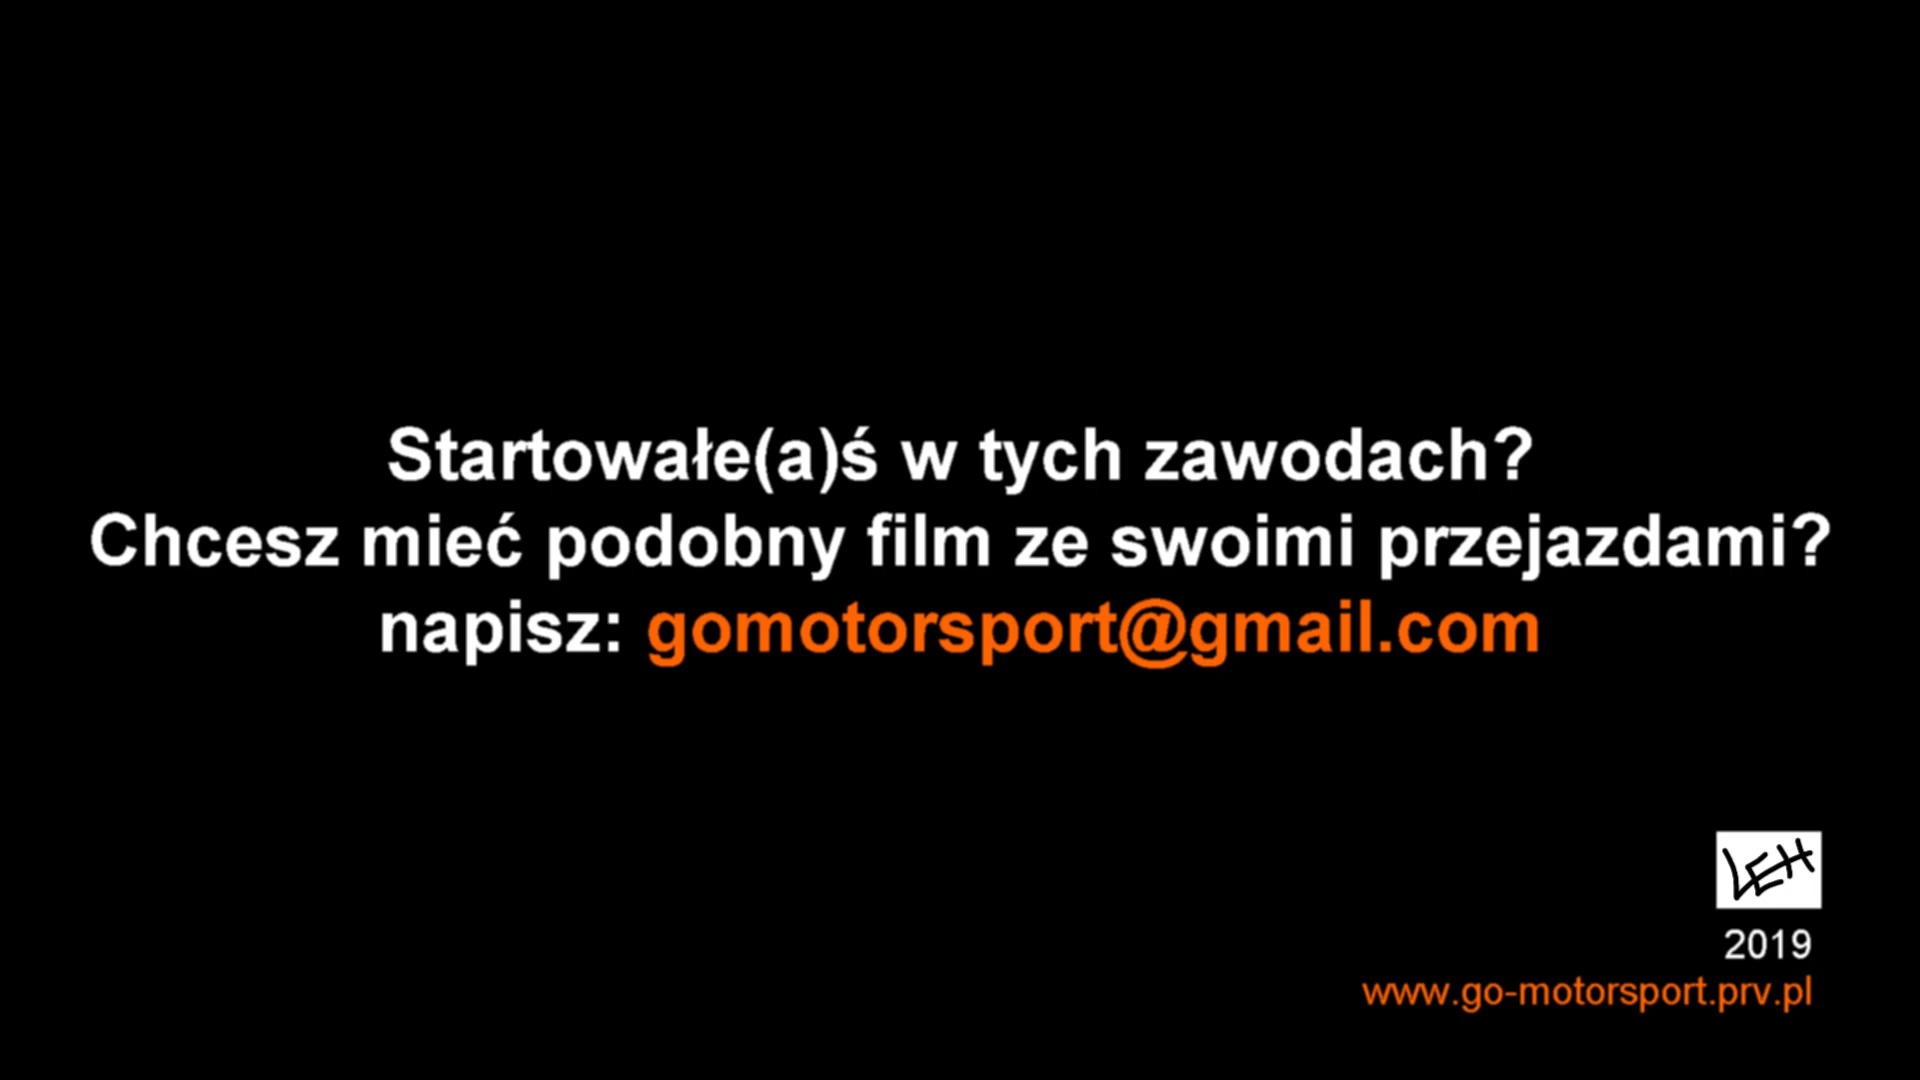 Startowałe(a)ś w tych zawodach?
Chcesz mieć podobny film ze swoimi przejazdami?
napisz: gomotorsport@gmail.com
LEH
2019
www.go-motorsport.prv.pl